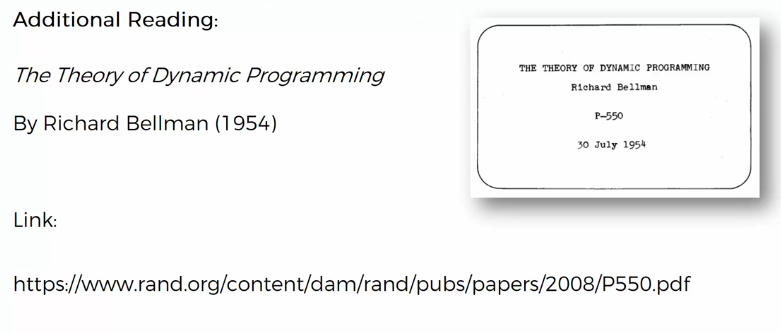 Additional Reading:
The Theory of Dynamic Programming
By Richard Bellman (1954)
THE THEORY OF DYNAMIC PROGRAMMING
Richard Bellman
P-550
30 July 1954
Link:
https://www.rand.org/content/dam/rand/pubs/papers/2008/P550.pdf